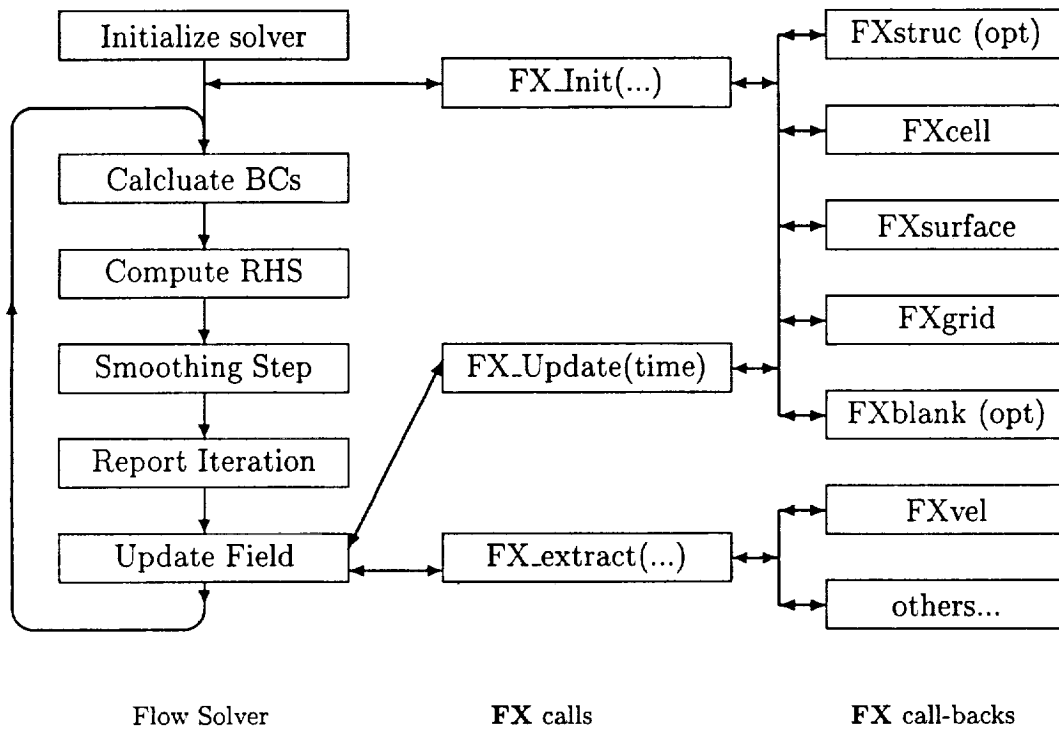 Initialize solver
Calcluate BCs
Compute RHS
Smoothing Step
Report Iteration
Update Field
FX_Init(...)
FX_Update(time)
FX_extract(...)
FXstruc (opt)
FXcell
FXsurface
FXgrid
FXblank (opt)
FXvel
others...
Flow Solver
FX calls
FX call-backs